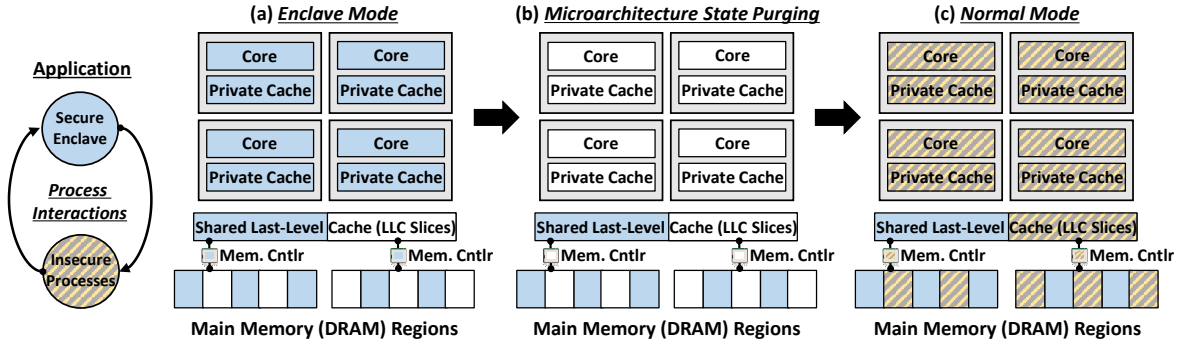 (a) Enclave Mode
(b) Microarchitecture State Purging
(c) Normal Mode
Application
Secure
Enclave
Process
Interactions
Insecure
Processes
Core
Private Cache
Core
Private Cache
Core
Private Cache
Core
Private Cache
Shared Last-Level Cache (LLC Slices)
Mem. Cntlr
Mem. Cntlr
Main Memory (DRAM) Regions
Core
Private Cache
Core
Private Cache
Core
Private Cache
Core
Private Cache
Shared Last-Level Cache (LLC Slices)
Mem. Cntlr
Mem. Cntlr
Main Memory (DRAM) Regions
Core
Private Cache
Core
Private Cache
Core
Private Cache
Core
Private Cache
Shared Last-Level Cache (LLC Slices)
Mem. Cntlr
Mem. Cntlr
Main Memory (DRAM) Regions